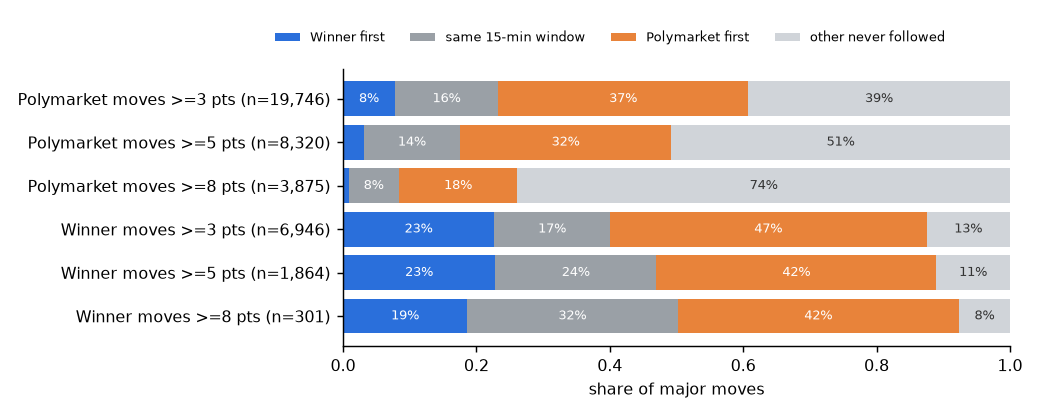 Winner first same 15-min window Polymarket first other never followed
Polymarket moves >=3 pts (n=19,746) 8% 16% 37% 39%
Polymarket moves >=5 pts (n=8,320) 14% 32% 51%
Polymarket moves >=8 pts (n=3,875) 8% 18% 74%
Winner moves >=3 pts (n=6,946) 23% 17% 47% 13%
Winner moves >=5 pts (n=1,864) 23% 24% 42% 11%
Winner moves >=8 pts (n=301) 19% 32% 42% 8%
0.0 0.2 0.4 0.6 0.8 1.0
share of major moves